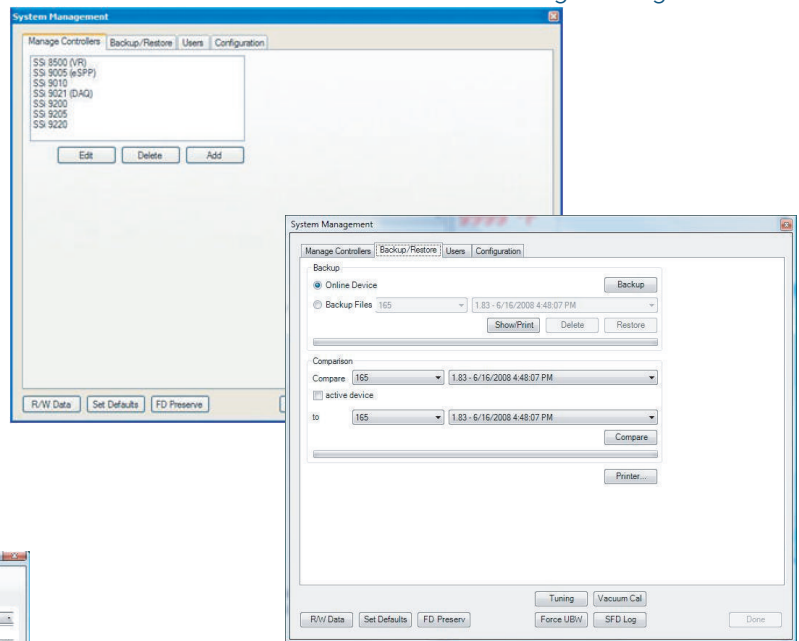 System Management
Manage Controllers Backup/Restore Users Configuration
SSi 8500 (VR)
SSi 9005 (eSPP)
SSi 9010
SSi 9021 (DAQ)
SSi 9200
SSi 9205
SSi 9220
Edit Delete Add
R/W Data Set Defaults FD Preserve
System Management
Manage Controllers Backup/Restore Users Configuration
Backup
Online Device Backup
Backup Files 165 1.83 - 6/16/2008 4:48:07 PM
Show/Print Delete Restore
Comparison
Compare 165 1.83 - 6/16/2008 4:48:07 PM
active device
to 165 1.83 - 6/16/2008 4:48:07 PM
Compare
Printer...
Tuning Vacuum Cal
R/W Data Set Defaults FD Preserv Force UBW SFD Log Done